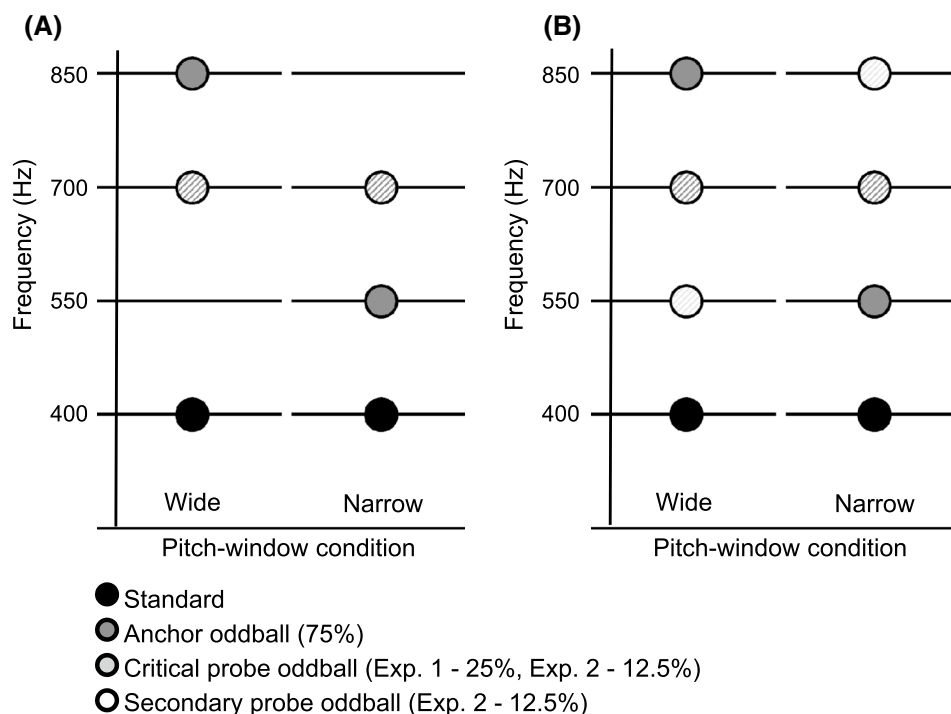 (A)
(B)
850
700
550
400
Frequency (Hz)
Wide
Narrow
Pitch-window condition
850
700
550
400
Frequency (Hz)
Wide
Narrow
Pitch-window condition
Standard
Anchor oddball (75%)
Critical probe oddball (Exp. 1 - 25%, Exp. 2 - 12.5%)
Secondary probe oddball (Exp. 2 - 12.5%)